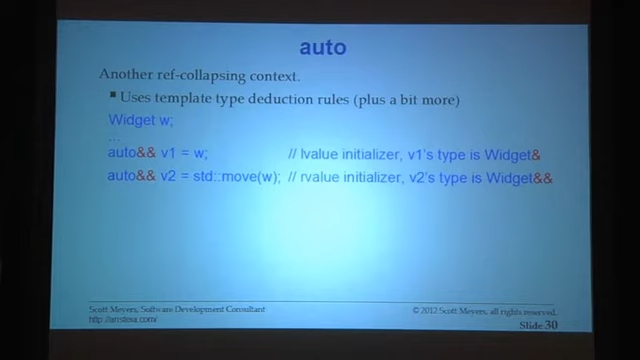 auto
Another ref-collapsing context.
■ Uses template type deduction rules (plus a bit more)
Widget w;
...
auto&& v1 = w; // lvalue initializer, v1's type is Widget&
auto&& v2 = std::move(w); // rvalue initializer, v2's type is Widget&&
Scott Meyers, Software Development Consultant © 2012 Scott Meyers, all rights reserved.
http://aristeia.com/ Slide 30